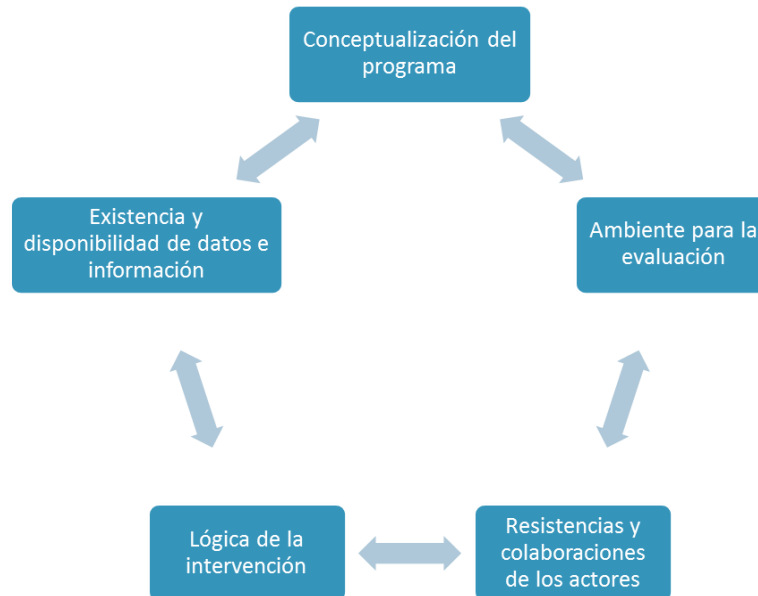 Conceptualización del
programa
Existencia y
disponibilidad de datos e
información
Ambiente para la
evaluación
Lógica de la
intervención
Resistencias y
colaboraciones
de los actores